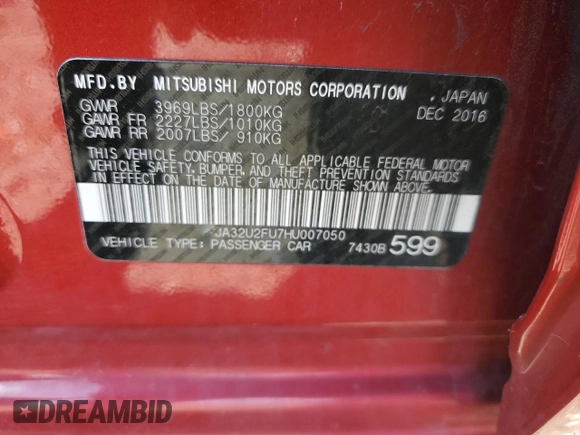 MFD.BY MITSUBISHI MOTORS CORPORATION , JAPAN
GVWR 3969LBS/1800KG DEC 2016
GAWR FR 2227LBS/1010KG
GAWR RR 2007LBS/ 910KG
THIS VEHICLE CONFORMS TO ALL APPLICABLE FEDERAL MOTOR
VEHICLE SAFETY, BUMPER, AND THEFT PREVENTION STANDARDS
IN EFFECT ON THE DATE OF MANUFACTURE SHOWN ABOVE.
JA32U2FU7HU007050
VEHICLE TYPE: PASSENGER CAR 7430B 599
DREAMBID